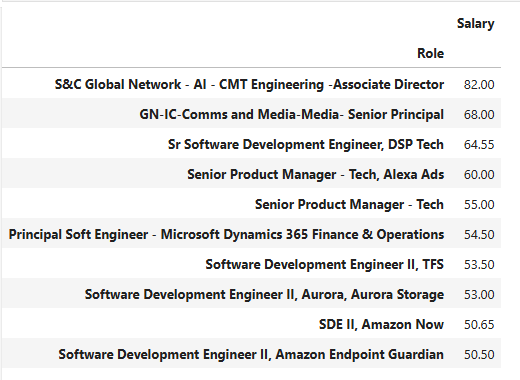 Salary
Role
S&C Global Network - AI - CMT Engineering -Associate Director 82.00
GN-IC-Comms and Media-Media- Senior Principal 68.00
Sr Software Development Engineer, DSP Tech 64.55
Senior Product Manager - Tech, Alexa Ads 60.00
Senior Product Manager - Tech 55.00
Principal Soft Engineer - Microsoft Dynamics 365 Finance & Operations 54.50
Software Development Engineer II, TFS 53.50
Software Development Engineer II, Aurora, Aurora Storage 53.00
SDE II, Amazon Now 50.65
Software Development Engineer II, Amazon Endpoint Guardian 50.50